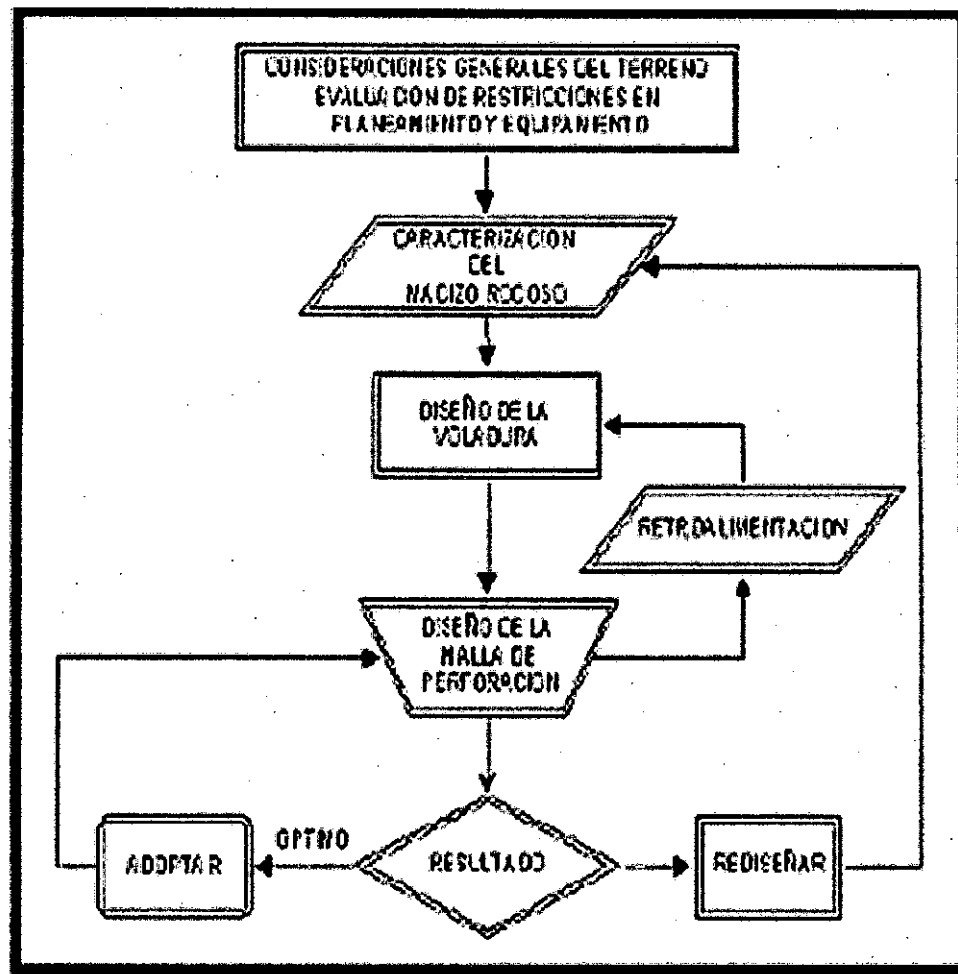 CONSIDERACIONES GENERALES DEL TERRENO
EVALUACION DE RESTRICCIONES EN
PLANEAMIENTO Y EQUIPAMIENTO
CARACTERIZACION
DEL
MACIZO ROCOSO
DISEÑO DE LA
VOLADURA
RETROALIMENTACION
DISEÑO DE LA
MALLA DE
PERFORACION
ADOPTAR
OPTIMO
RESULTADO
REDISEÑAR